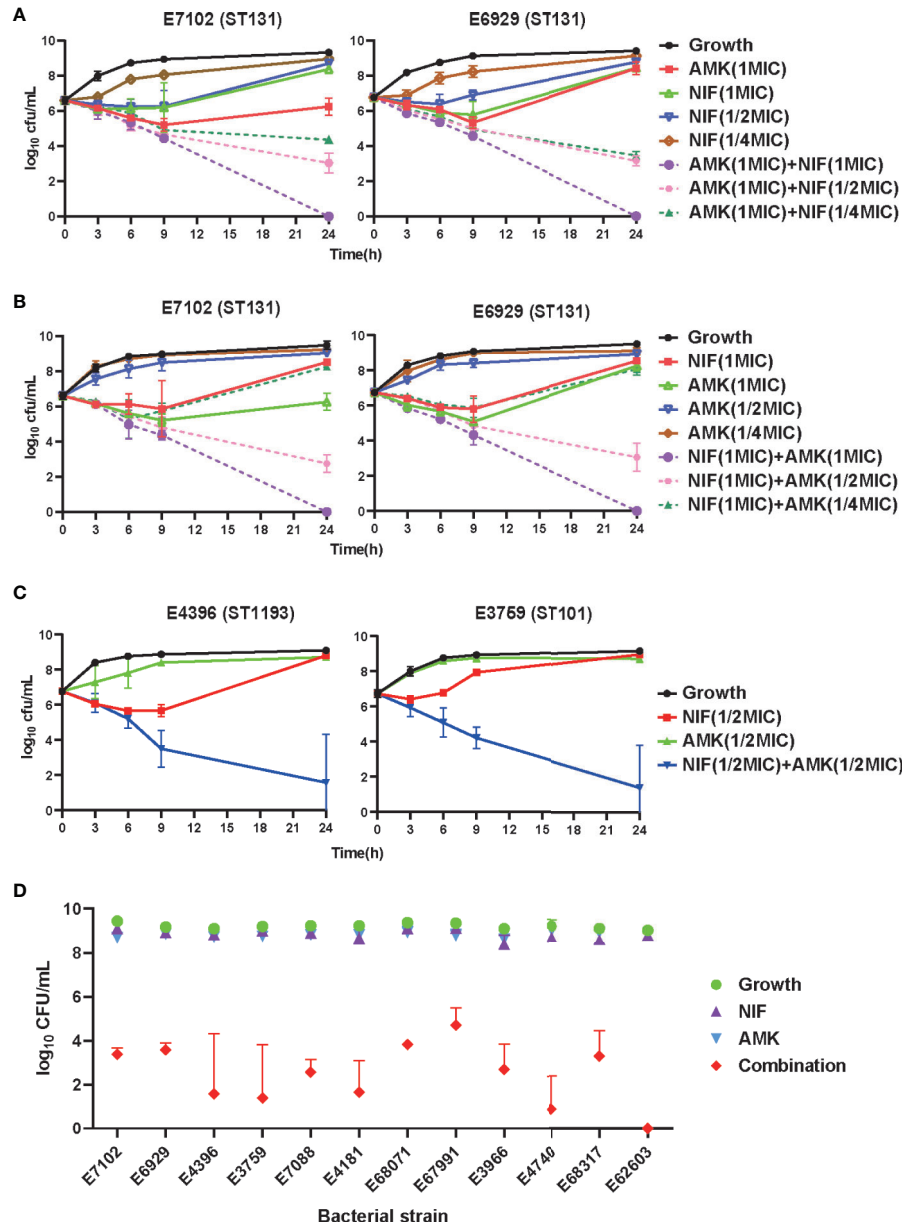 A
E7102 (ST131)
E6929 (ST131)
log10 cfu/mL
10
8
6
4
2
0
0 3 6 9 12 15 18 21 24
10
8
6
4
2
0
0 3 6 9 12 15 18 21 24
Time(h)
Growth
AMK(1MIC)
NIF(1MIC)
NIF(1/2MIC)
NIF(1/4MIC)
AMK(1MIC)+NIF(1MIC)
AMK(1MIC)+NIF(1/2MIC)
AMK(1MIC)+NIF(1/4MIC)
B
E7102 (ST131)
E6929 (ST131)
log10 cfu/mL
10
8
6
4
2
0
0 3 6 9 12 15 18 21 24
10
8
6
4
2
0
0 3 6 9 12 15 18 21 24
Time(h)
Growth
NIF(1MIC)
AMK(1MIC)
AMK(1/2MIC)
AMK(1/4MIC)
NIF(1MIC)+AMK(1MIC)
NIF(1MIC)+AMK(1/2MIC)
NIF(1MIC)+AMK(1/4MIC)
C
E4396 (ST1193)
E3759 (ST101)
log10 cfu/mL
10
8
6
4
2
0
0 3 6 9 12 15 18 21 24
10
8
6
4
2
0
0 3 6 9 12 15 18 21 24
Time(h)
Growth
NIF(1/2MIC)
AMK(1/2MIC)
NIF(1/2MIC)+AMK(1/2MIC)
D
log10 CFU/mL
10
8
6
4
2
0
E7102
E6929
E4396
E3759
E7088
E4181
E68071
E67991
E3966
E4740
E68317
E62603
Bacterial strain
Growth
NIF
AMK
Combination